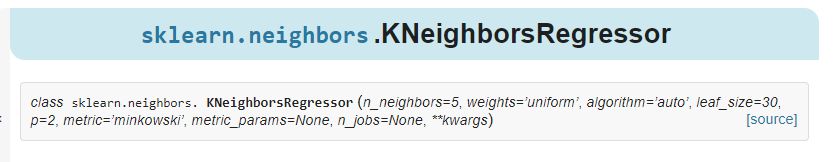 sklearn.neighbors.KNeighborsRegressor
class sklearn.neighbors. KNeighborsRegressor (n_neighbors=5, weights=’uniform’, algorithm=’auto’, leaf_size=30,
p=2, metric=’minkowski’, metric_params=None, n_jobs=None, **kwargs) [source]